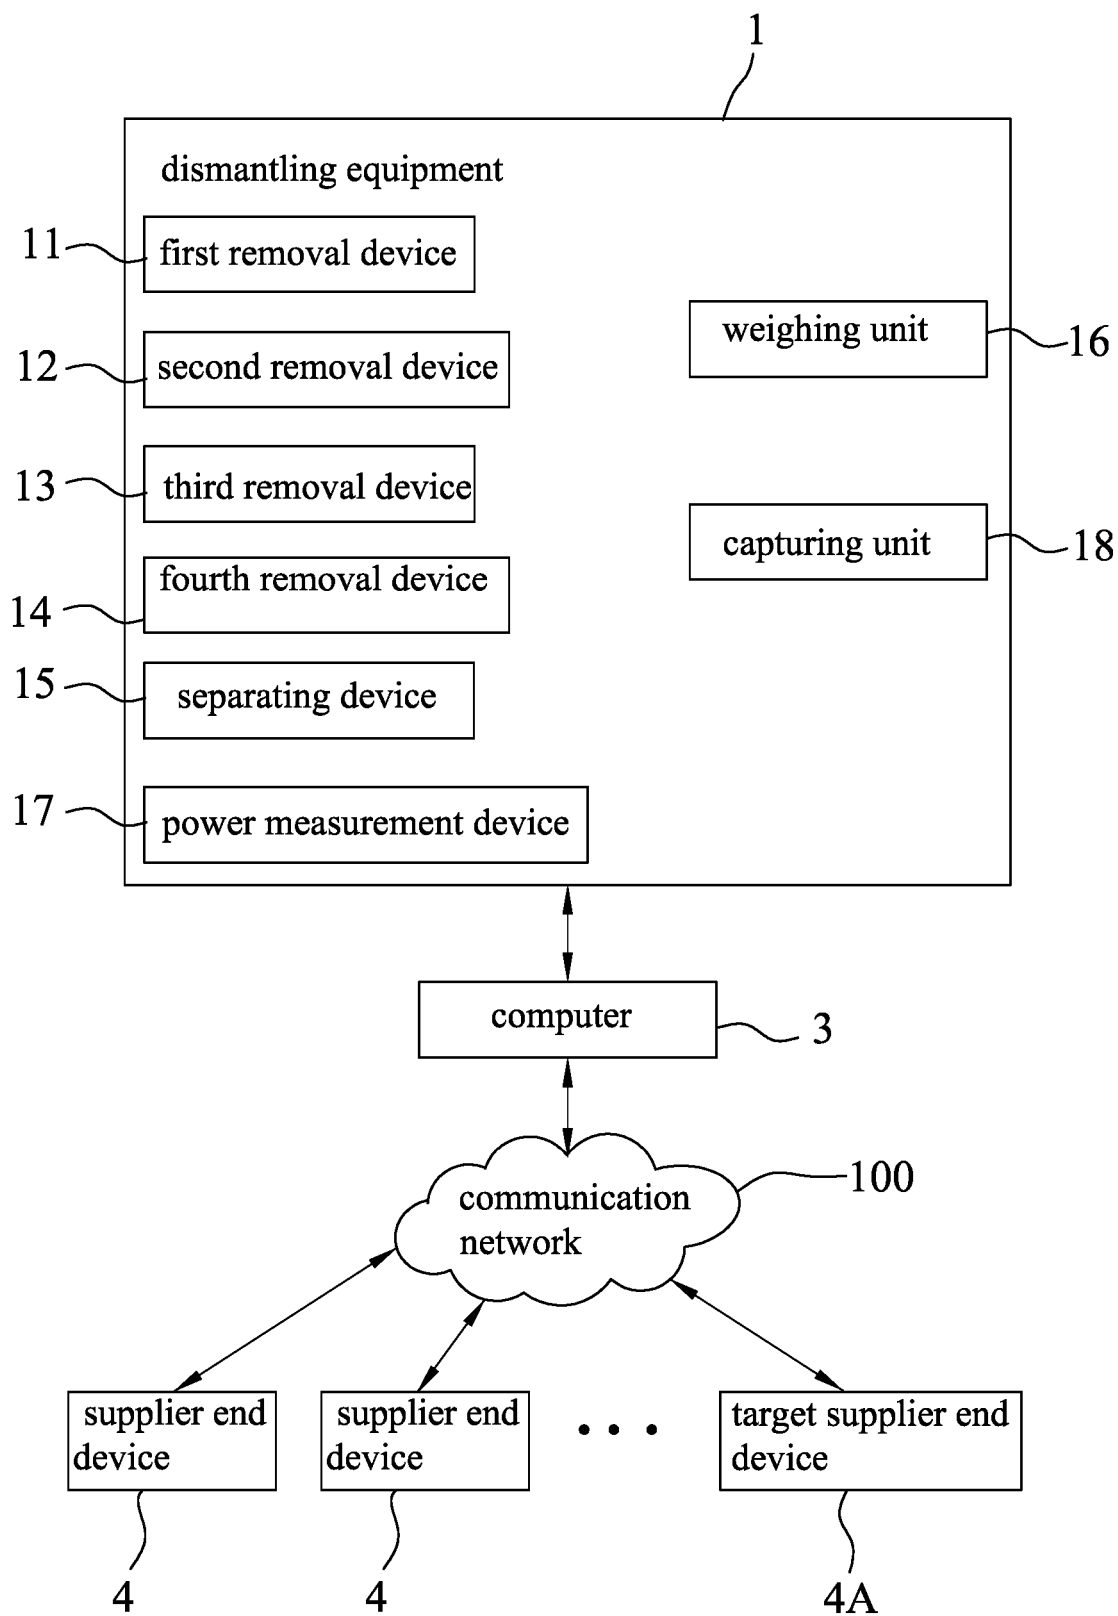 1
dismantling equipment
11
first removal device
weighing unit
16
12
second removal device
13
third removal device
capturing unit
18
fourth removal device
14
15
separating device
17
power measurement device
computer
3
100
communication
network
supplier end
device
supplier end
device
target supplier end
device
4
4
4A